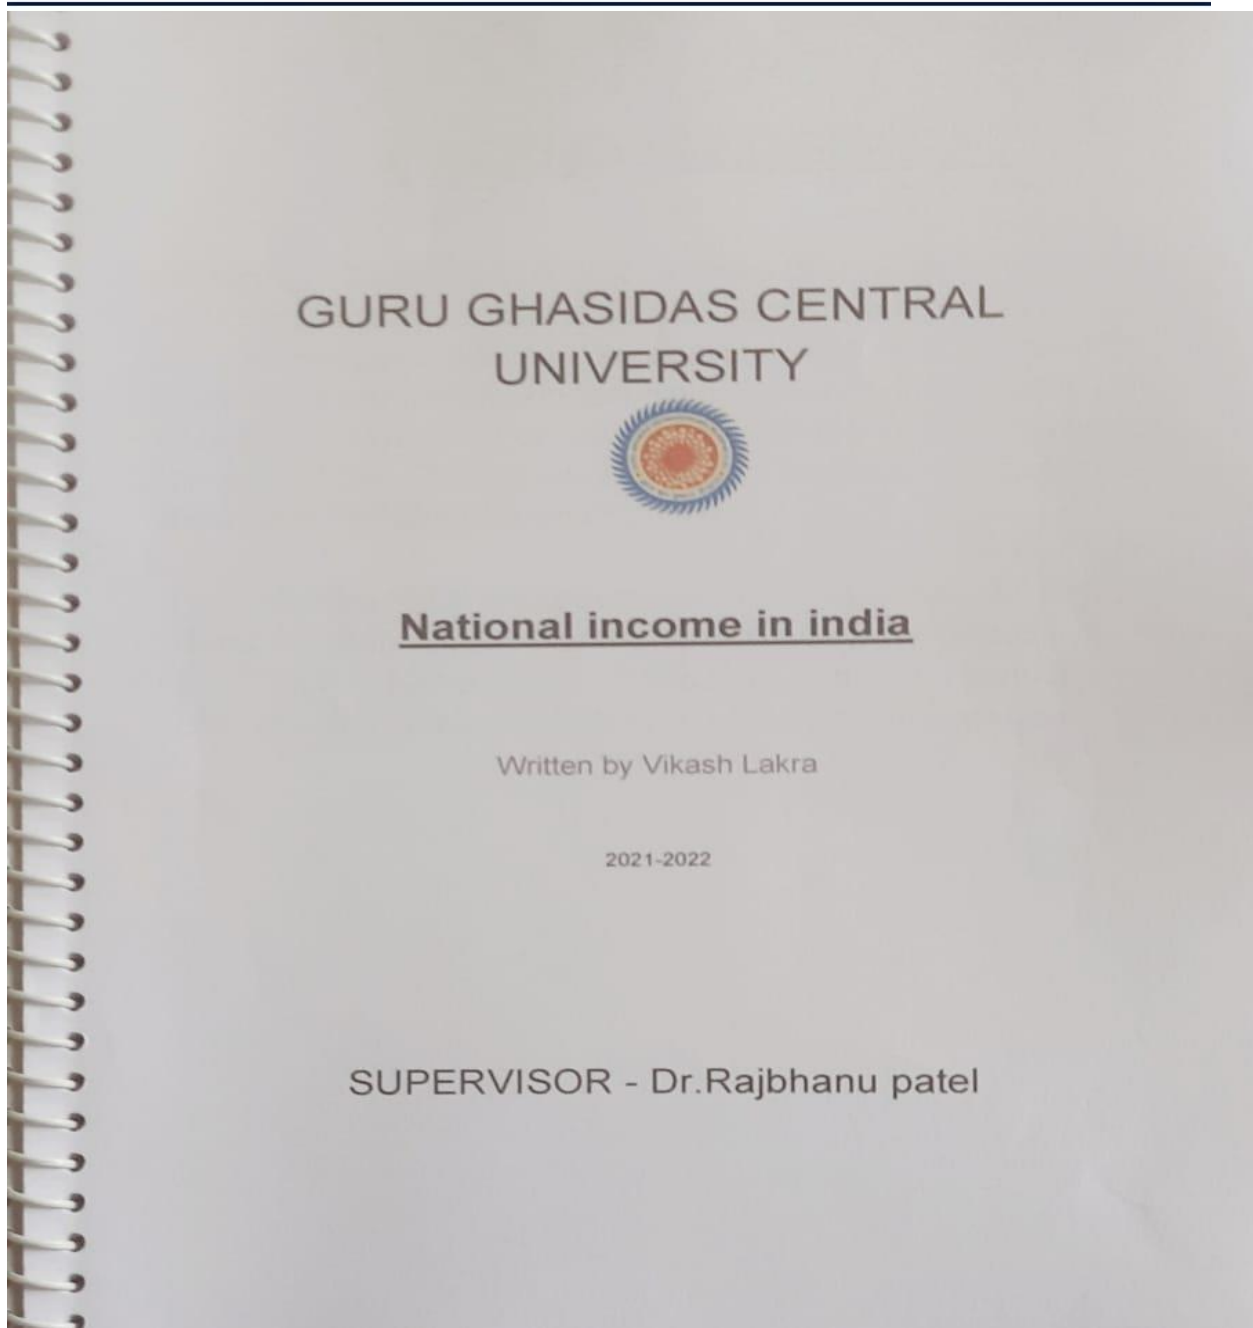 GURU GHASIDAS CENTRAL
UNIVERSITY
National income in india
Written by Vikash Lakra
2021-2022
SUPERVISOR - Dr.Rajbhanu patel